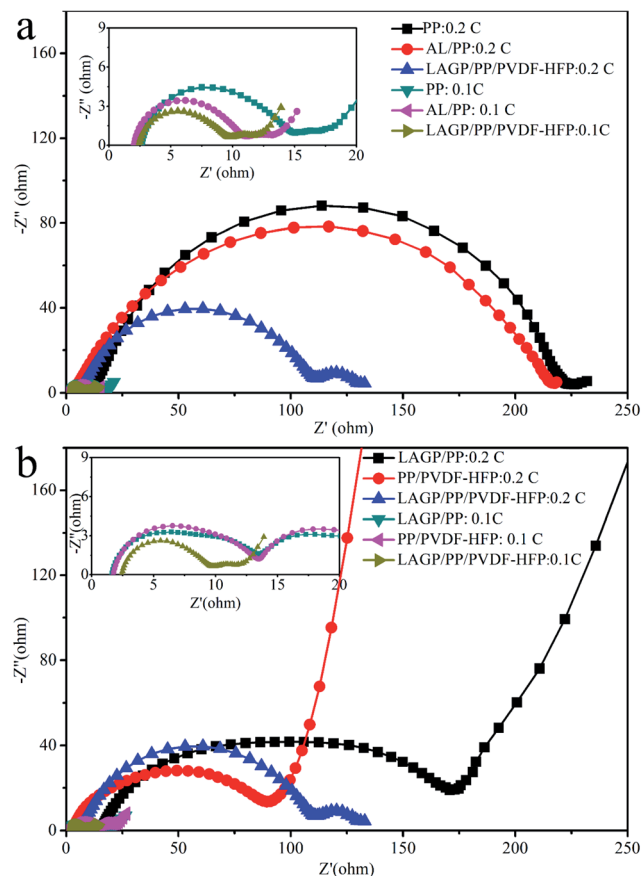 a
180
160
120
80
40
0
-Z" (ohm)
0
50
100
150
200
250
Z' (ohm)
PP:0.2 C
AL/PP:0.2 C
LAGP/PP/PVDF-HFP:0.2 C
PP: 0.1C
AL/PP: 0.1 C
LAGP/PP/PVDF-HFP:0.1C
9
6
3
0
-Z" (ohm)
0
5
10
15
20
Z' (ohm)
b
160
120
80
40
0
-Z"(ohm)
0
50
100
150
200
250
Z'(ohm)
LAGP/PP:0.2 C
PP/PVDF-HFP:0.2 C
LAGP/PP/PVDF-HFP:0.2 C
LAGP/PP: 0.1C
PP/PVDF-HFP: 0.1 C
LAGP/PP/PVDF-HFP:0.1C
9
6
3
0
-Z'(ohm)
0
5
10
15
20
Z'(ohm)